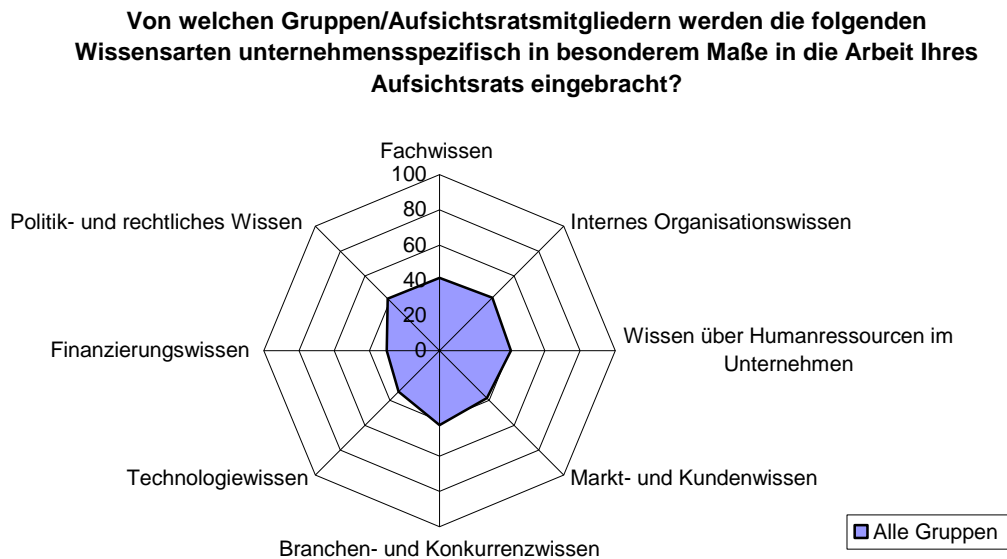 Von welchen Gruppen/Aufsichtsratsmitgliedern werden die folgenden
Wissensarten unternehmensspezifisch in besonderem Maße in die Arbeit Ihres
Aufsichtsrats eingebracht?
Fachwissen
100
80
60
40
20
0
Politik- und rechtliches Wissen
Internes Organisationswissen
Finanzierungswissen
Wissen über Humanressourcen im
Unternehmen
Technologiewissen
Markt- und Kundenwissen
Branchen- und Konkurrenzwissen
Alle Gruppen